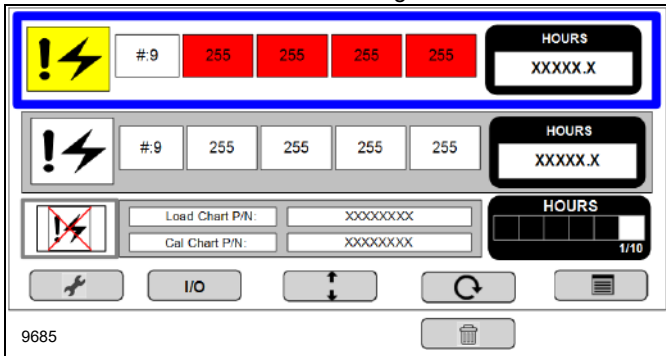 HOURS
#:9 255 255 255 255 XXXXX.X
HOURS
#:9 255 255 255 255 XXXXX.X
HOURS
Load Chart P/N: XXXXXXXX
Cal Chart P/N: XXXXXXXX
1/10
I/O
9685